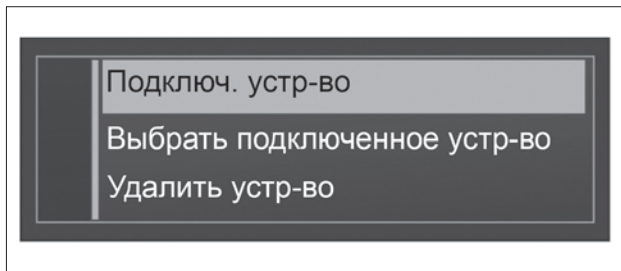 Подключ. устр-во
Выбрать подключенное устр-во
Удалить устр-во